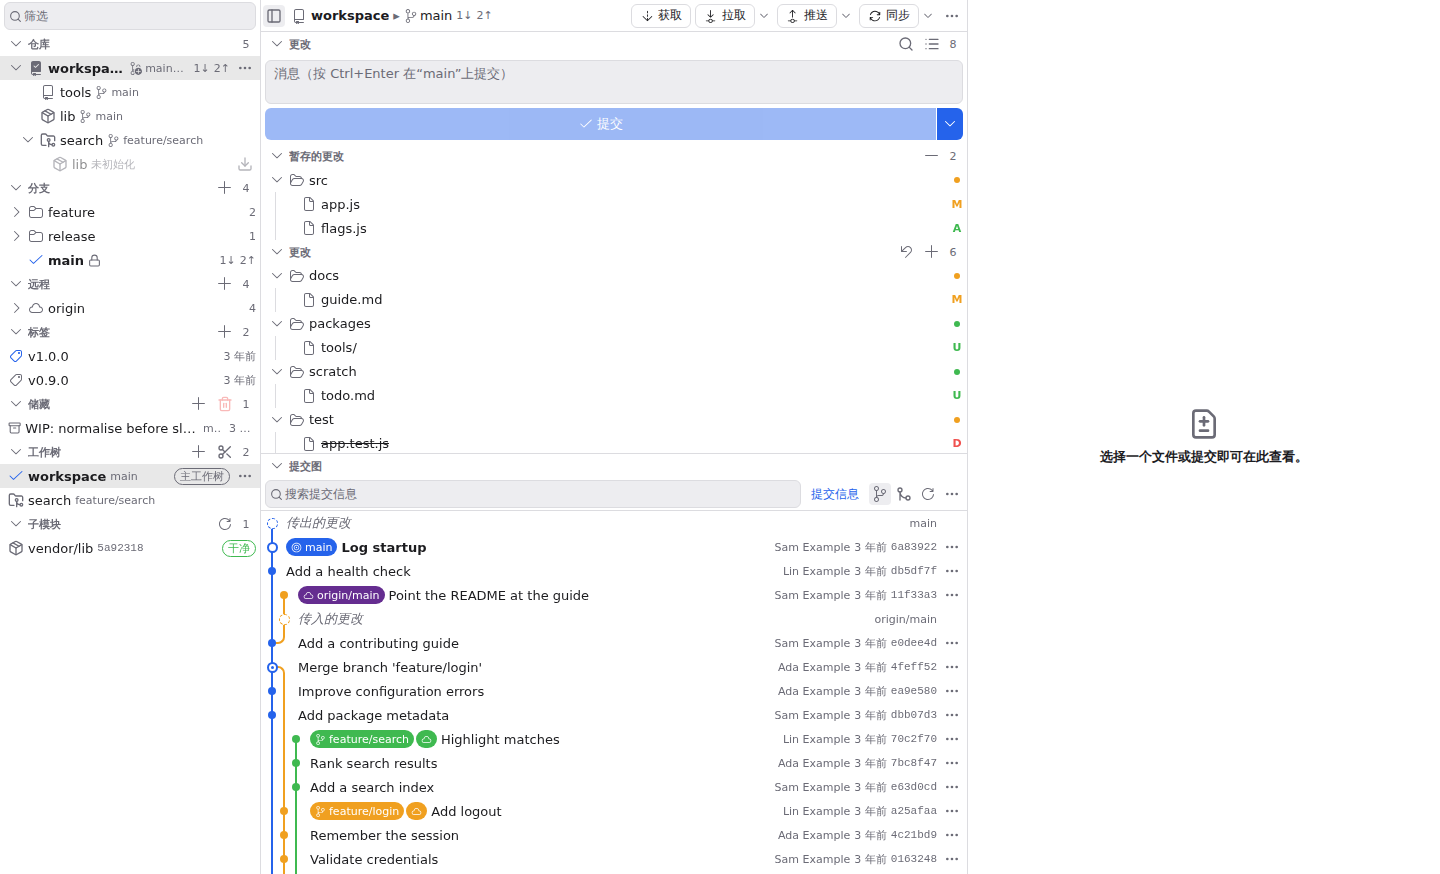 筛选
仓库 5
workspa... main... 1↓ 2↑
tools main
lib main
search feature/search
lib 未初始化
分支 4
feature 2
release 1
main 1↓ 2↑
远程 4
origin 4
标签 2
v1.0.0 3 年前
v0.9.0 3 年前
储藏 1
WIP: normalise before sl... m.. 3 ...
工作树 2
workspace main 主工作树
search feature/search
子模块 1
vendor/lib 5a92318 干净
workspace ▸ main 1↓ 2↑ 获取 拉取 推送 同步
更改 8
消息（按 Ctrl+Enter 在“main”上提交）
提交
暂存的更改 2
src
app.js M
flags.js A
更改 6
docs
guide.md M
packages
tools/ U
scratch
todo.md U
test
app.test.js D
提交图
搜索提交信息 提交信息
传出的更改 main
main Log startup Sam Example 3 年前 6a83922
Add a health check Lin Example 3 年前 db5df7f
origin/main Point the README at the guide Sam Example 3 年前 11f33a3
传入的更改 origin/main
Add a contributing guide Sam Example 3 年前 e0dee4d
Merge branch 'feature/login' Ada Example 3 年前 4feff52
Improve configuration errors Ada Example 3 年前 ea9e580
Add package metadata Sam Example 3 年前 dbb07d3
feature/search Highlight matches Lin Example 3 年前 70c2f70
Rank search results Ada Example 3 年前 7bc8f47
Add a search index Sam Example 3 年前 e63d0cd
feature/login Add logout Lin Example 3 年前 a25afaa
Remember the session Ada Example 3 年前 4c21bd9
Validate credentials Sam Example 3 年前 0163248
选择一个文件或提交即可在此查看。